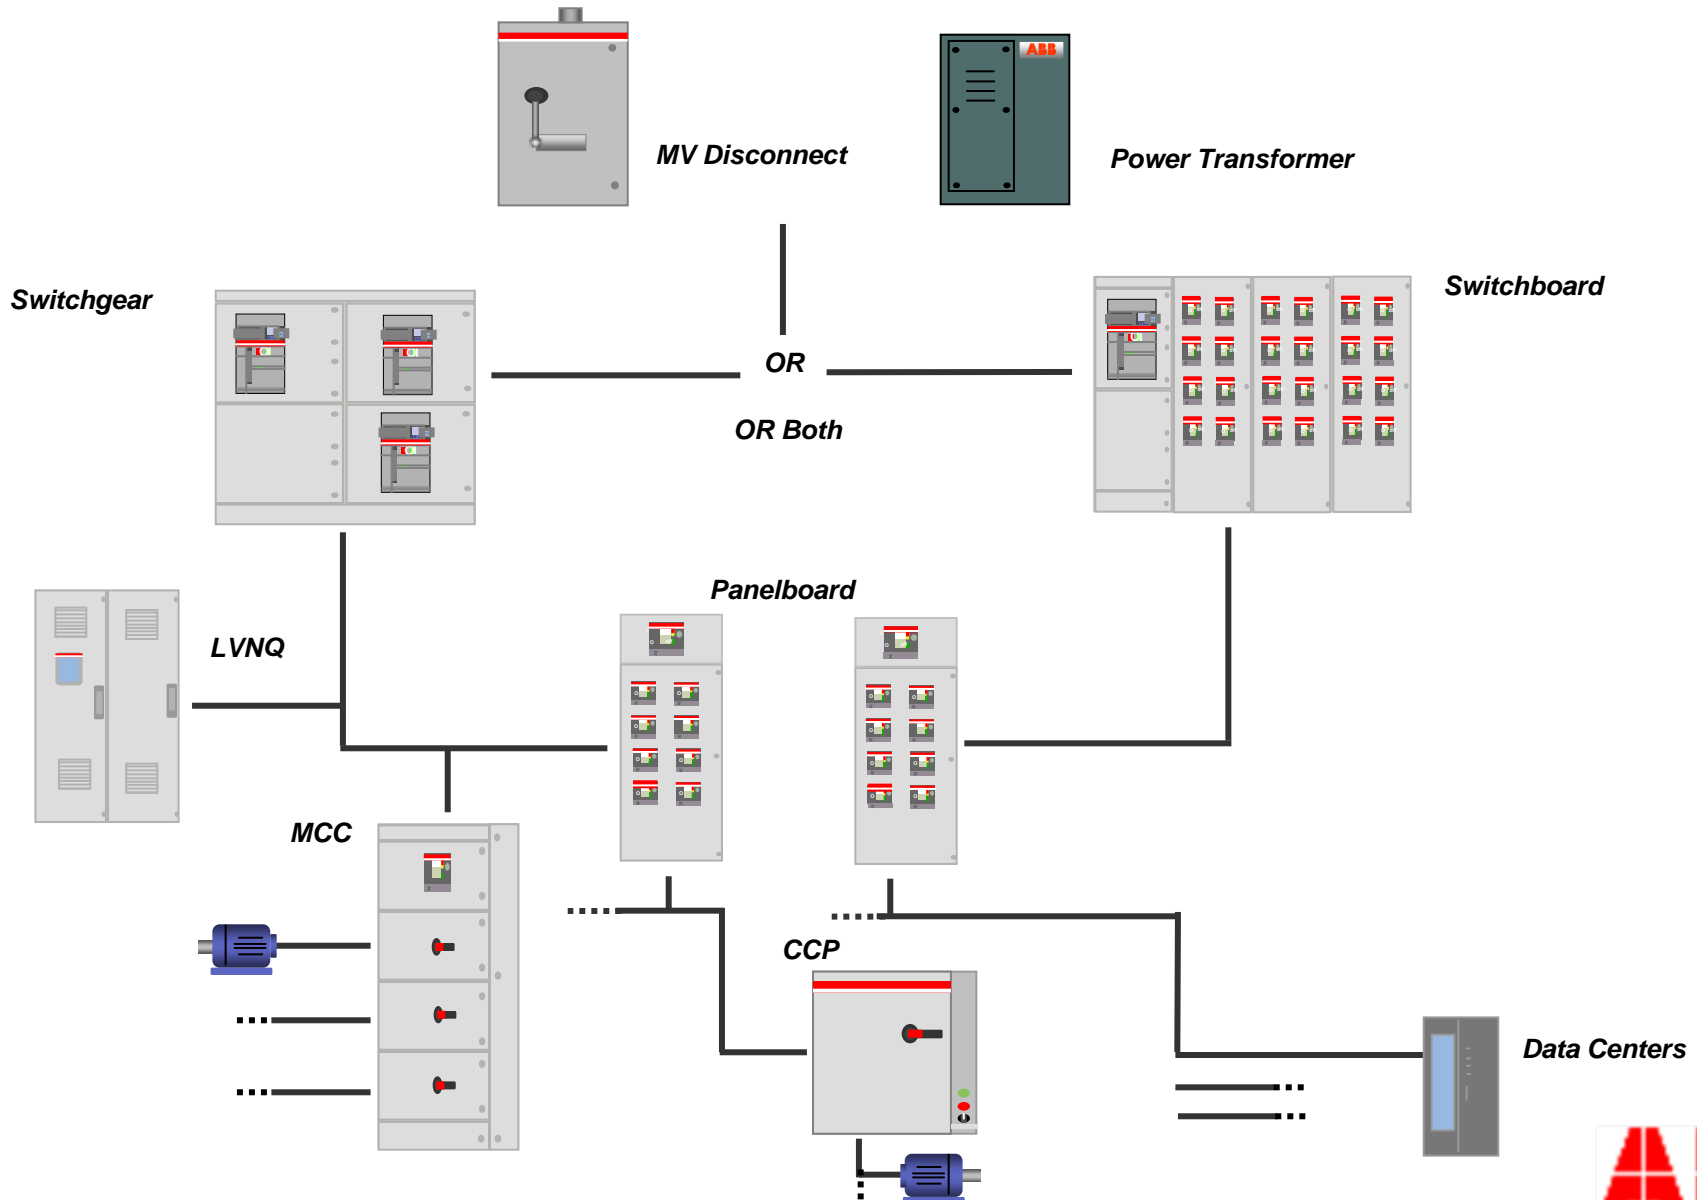 ABB
MV Disconnect
Power Transformer
Switchgear
Switchboard
OR
OR Both
Panelboard
LVNQ
MCC
CCP
Data Centers